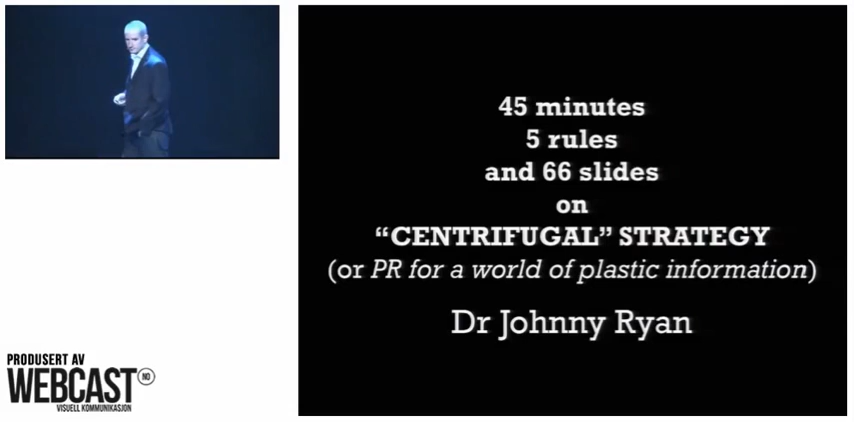 45 minutes
5 rules
and 66 slides
on
“CENTRIFUGAL” STRATEGY
(or PR for a world of plastic information)
Dr Johnny Ryan
PRODUSERT AV
WEBCAST NO
VISUELL KOMMUNIKASJON